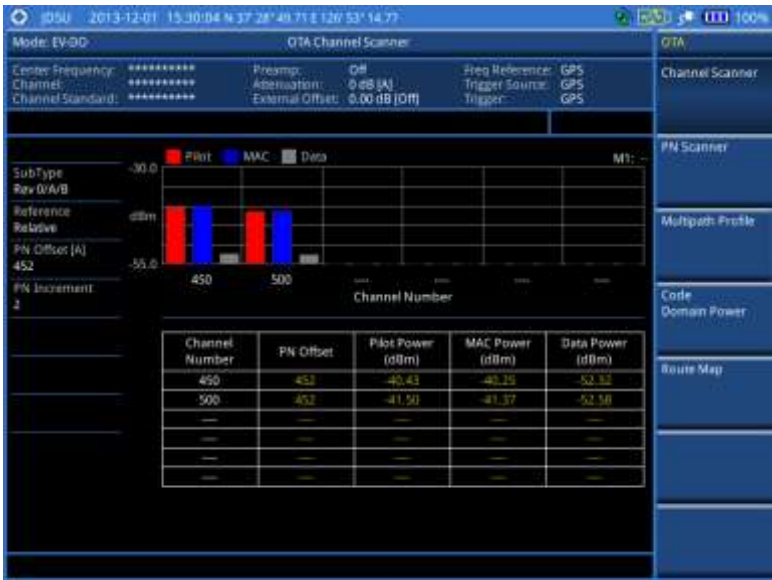 JDSU 2013-12-01 15:30:04 N 37° 28' 49.71 E 126° 53' 14.77 100%
Mode: EV-DO OTA Channel Scanner OTA
Center Frequency: ********** Preamp: Off Freq Reference: GPS
Channel: ********** Attenuation: 0 dB [A] Trigger Source: GPS
Channel Standard: ********** External Offset: 0.00 dB [Off] Trigger: GPS
Channel Scanner
PN Scanner
Multipath Profile
Code
Domain Power
Route Map
SubType
Rev 0/A/B
Reference
Relative
PN Offset [A]
452
PN Increment
2
Pilot MAC Data M1: --
-30.0
dBm
-55.0
450 500 ---- ---- ---- ----
Channel Number
Channel Number PN Offset Pilot Power (dBm) MAC Power (dBm) Data Power (dBm)
450 452 -40.43 -40.25
500 452 -41.50 -41.37 -52.58
---- ---- ---- ---- ----
---- ---- ---- ---- ----
---- ---- ---- ---- ----
---- ---- ---- ---- ----